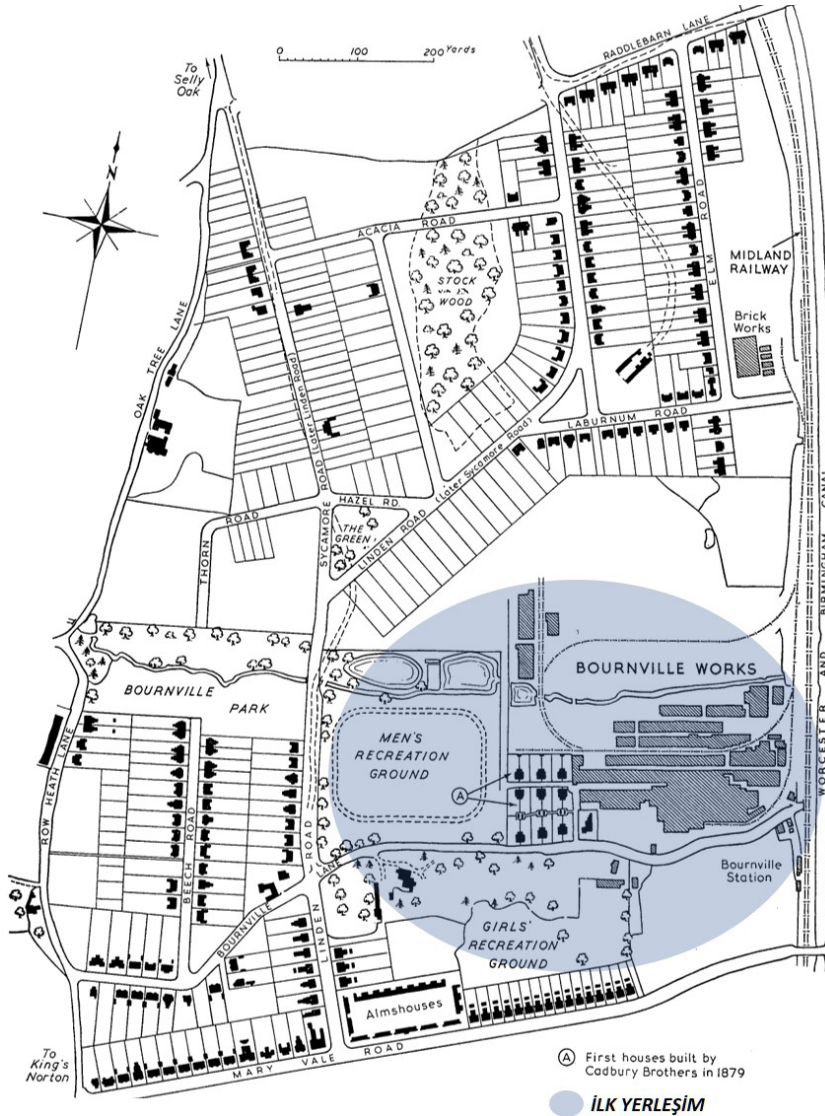 RADDLEBARN LANE
0 100 200 Yards
To
Selly
Oak
N
ACACIA ROAD
STOCK
WOOD
ELM ROAD
MIDLAND
RAILWAY
Brick
Works
OAK TREE LANE
SYCAMORE ROAD (Later Linden Road)
LABURNUM ROAD
LINDEN ROAD (Later Sycamore Road)
HAZEL RD.
THE
GREEN
THORN ROAD
WORCESTER AND BIRMINGHAM CANAL
BOURNVILLE WORKS
BOURNVILLE
PARK
MEN'S
RECREATION
GROUND
A
ROW HEATH LANE
BEECH ROAD
BOURNVILLE LANE
LINDEN ROAD
Bournville
Station
GIRLS'
RECREATION
GROUND
Almshouses
To
King's
Norton
MARY VALE ROAD
A First houses built by
Cadbury Brothers in 1879
İLK YERLEŞİM